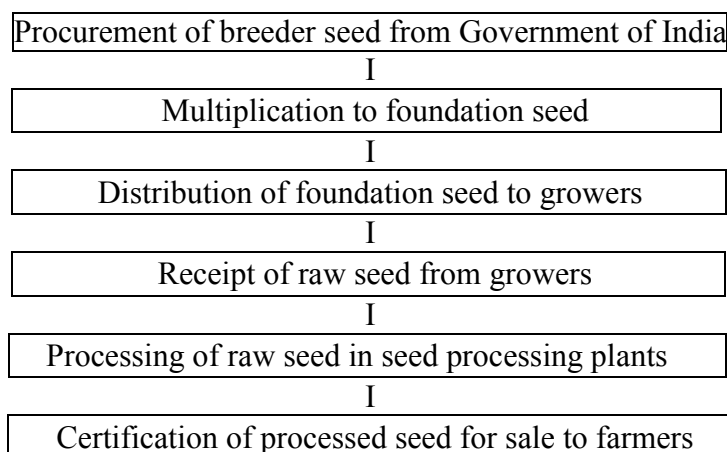 Procurement of breeder seed from Government of India
I
Multiplication to foundation seed
I
Distribution of foundation seed to growers
I
Receipt of raw seed from growers
I
Processing of raw seed in seed processing plants
I
Certification of processed seed for sale to farmers